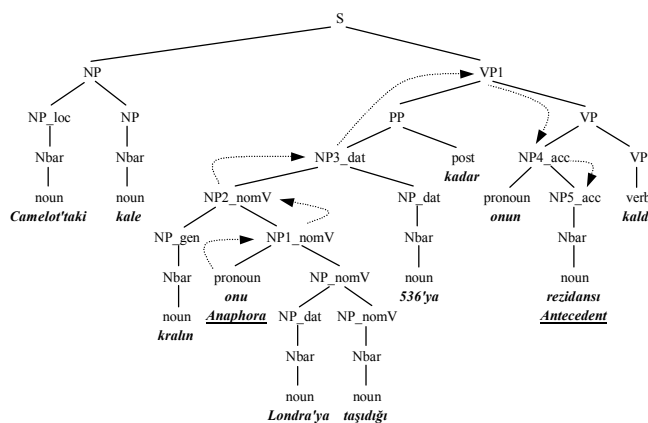 S
NP VP1
NP_loc NP PP VP
Nbar Nbar NP3_dat post NP4_acc VP
kadar
noun noun NP2_nomV NP_dat pronoun NP5_acc verb
Camelot'taki kale onun kald
NP_gen NP1_nomV Nbar Nbar
Nbar pronoun NP_nomV noun noun
onu 536'ya rezidansı
noun Anaphora NP_dat NP_nomV Antecedent
kralın
Nbar Nbar
noun noun
Londra'ya taşıdığı